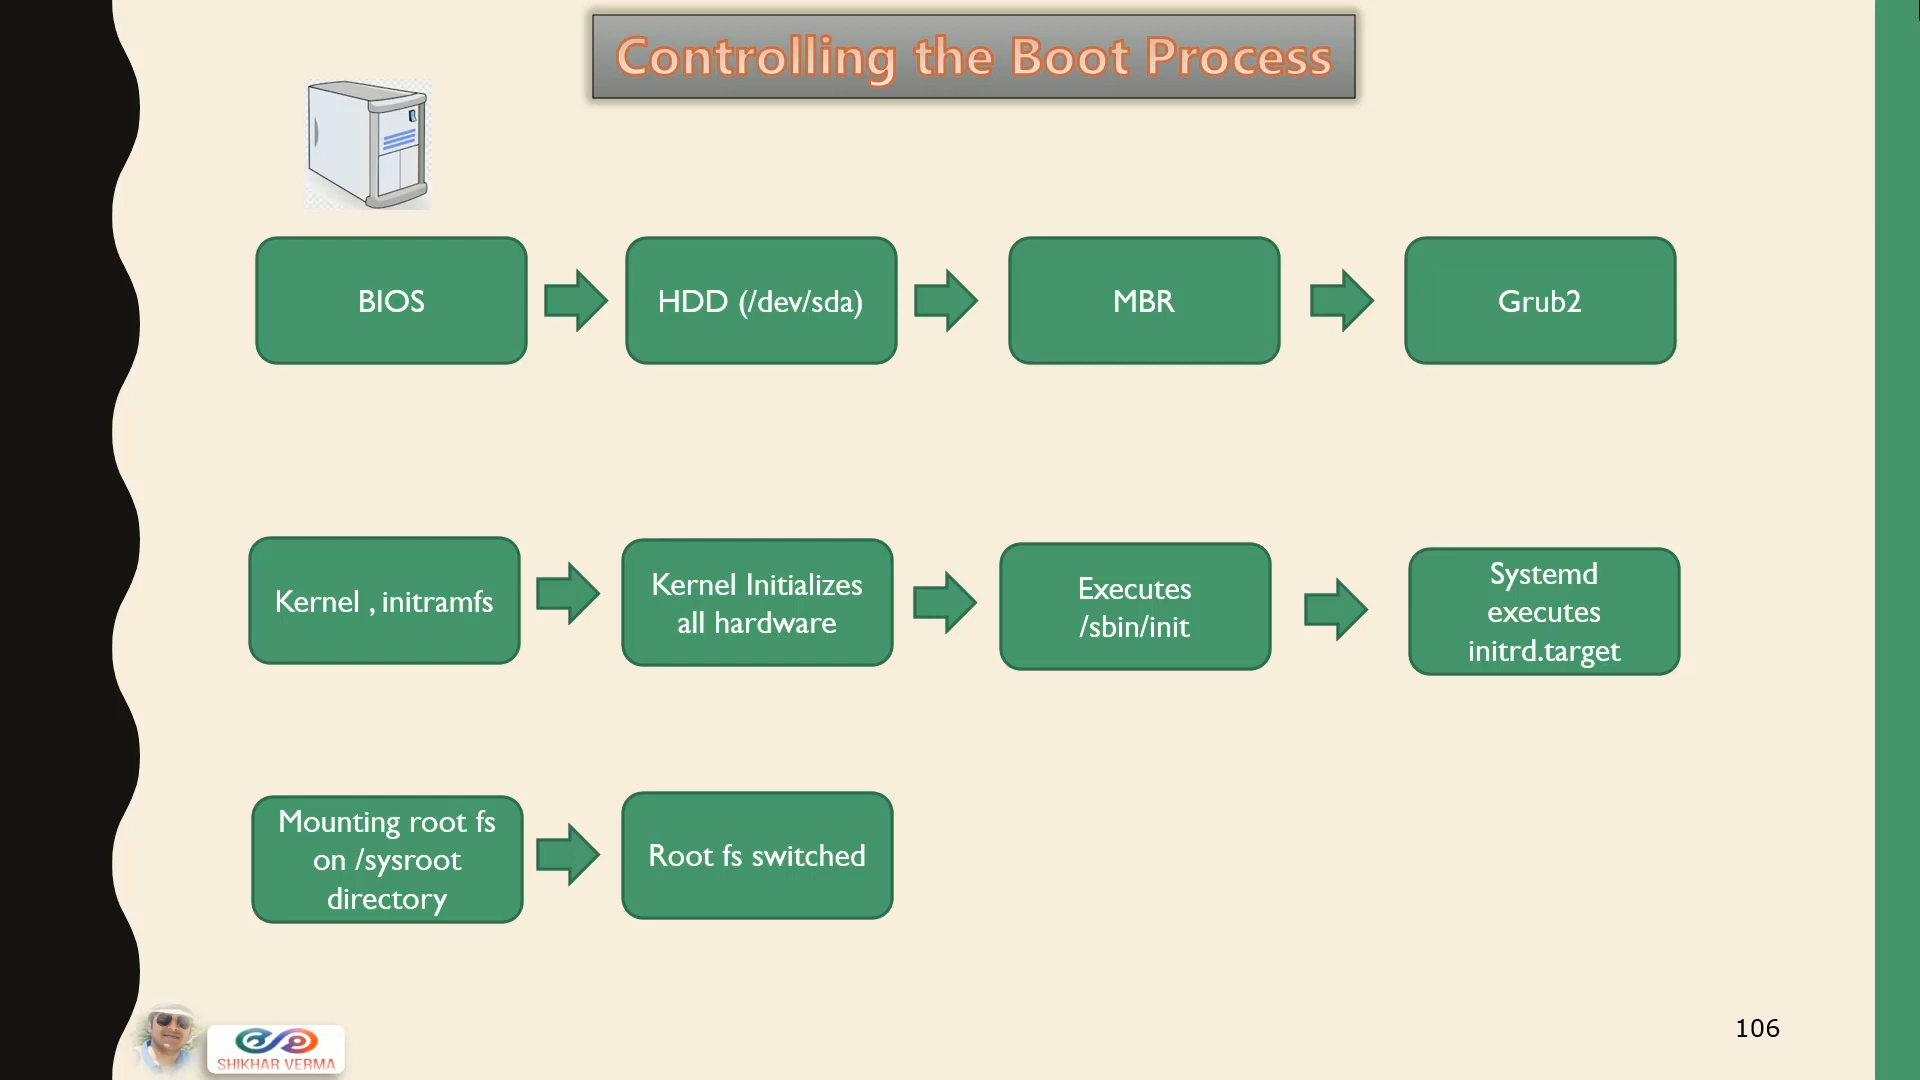 Controlling the Boot Process
BIOS
HDD (/dev/sda)
MBR
Grub2
Kernel , initramfs
Kernel Initializes
all hardware
Executes
/sbin/init
Systemd
executes
initrd.target
Mounting root fs
on /sysroot
directory
Root fs switched
SHIKHAR VERMA
106